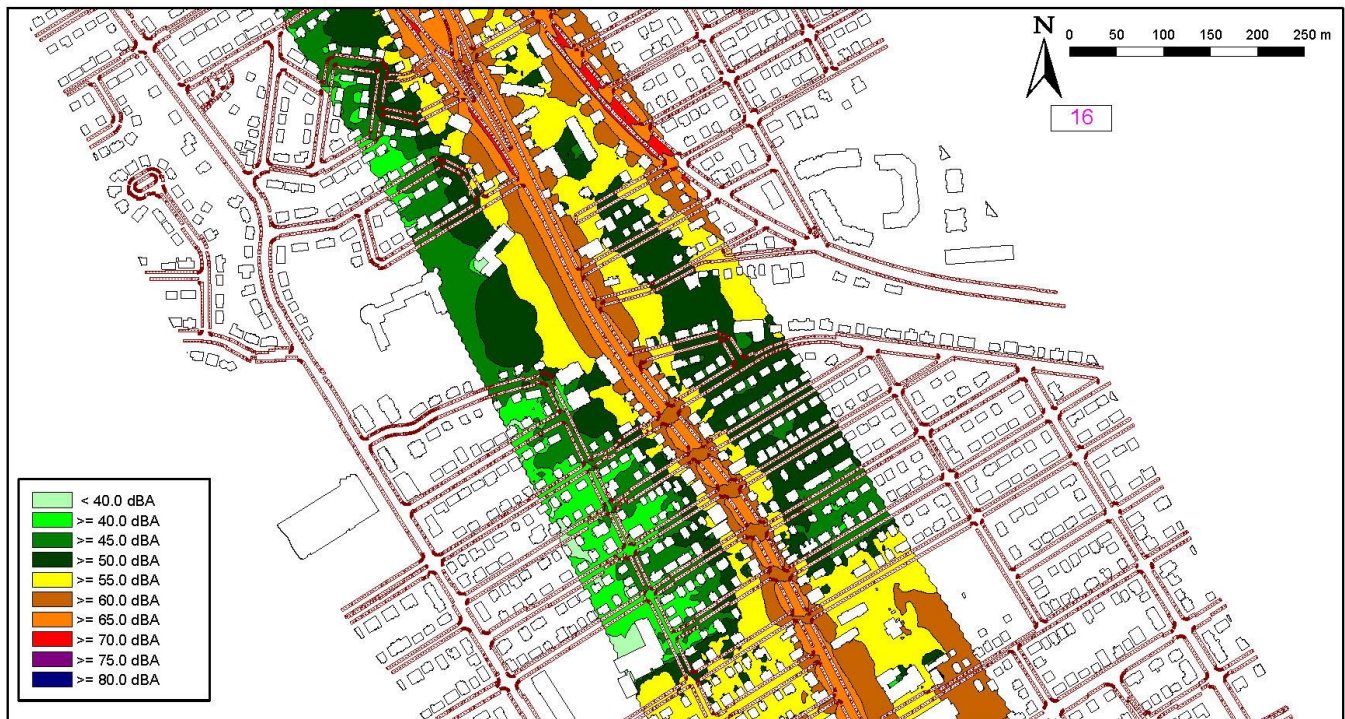 N
0 50 100 150 200 250 m
16
< 40.0 dBA
>= 40.0 dBA
>= 45.0 dBA
>= 50.0 dBA
>= 55.0 dBA
>= 60.0 dBA
>= 65.0 dBA
>= 70.0 dBA
>= 75.0 dBA
>= 80.0 dBA